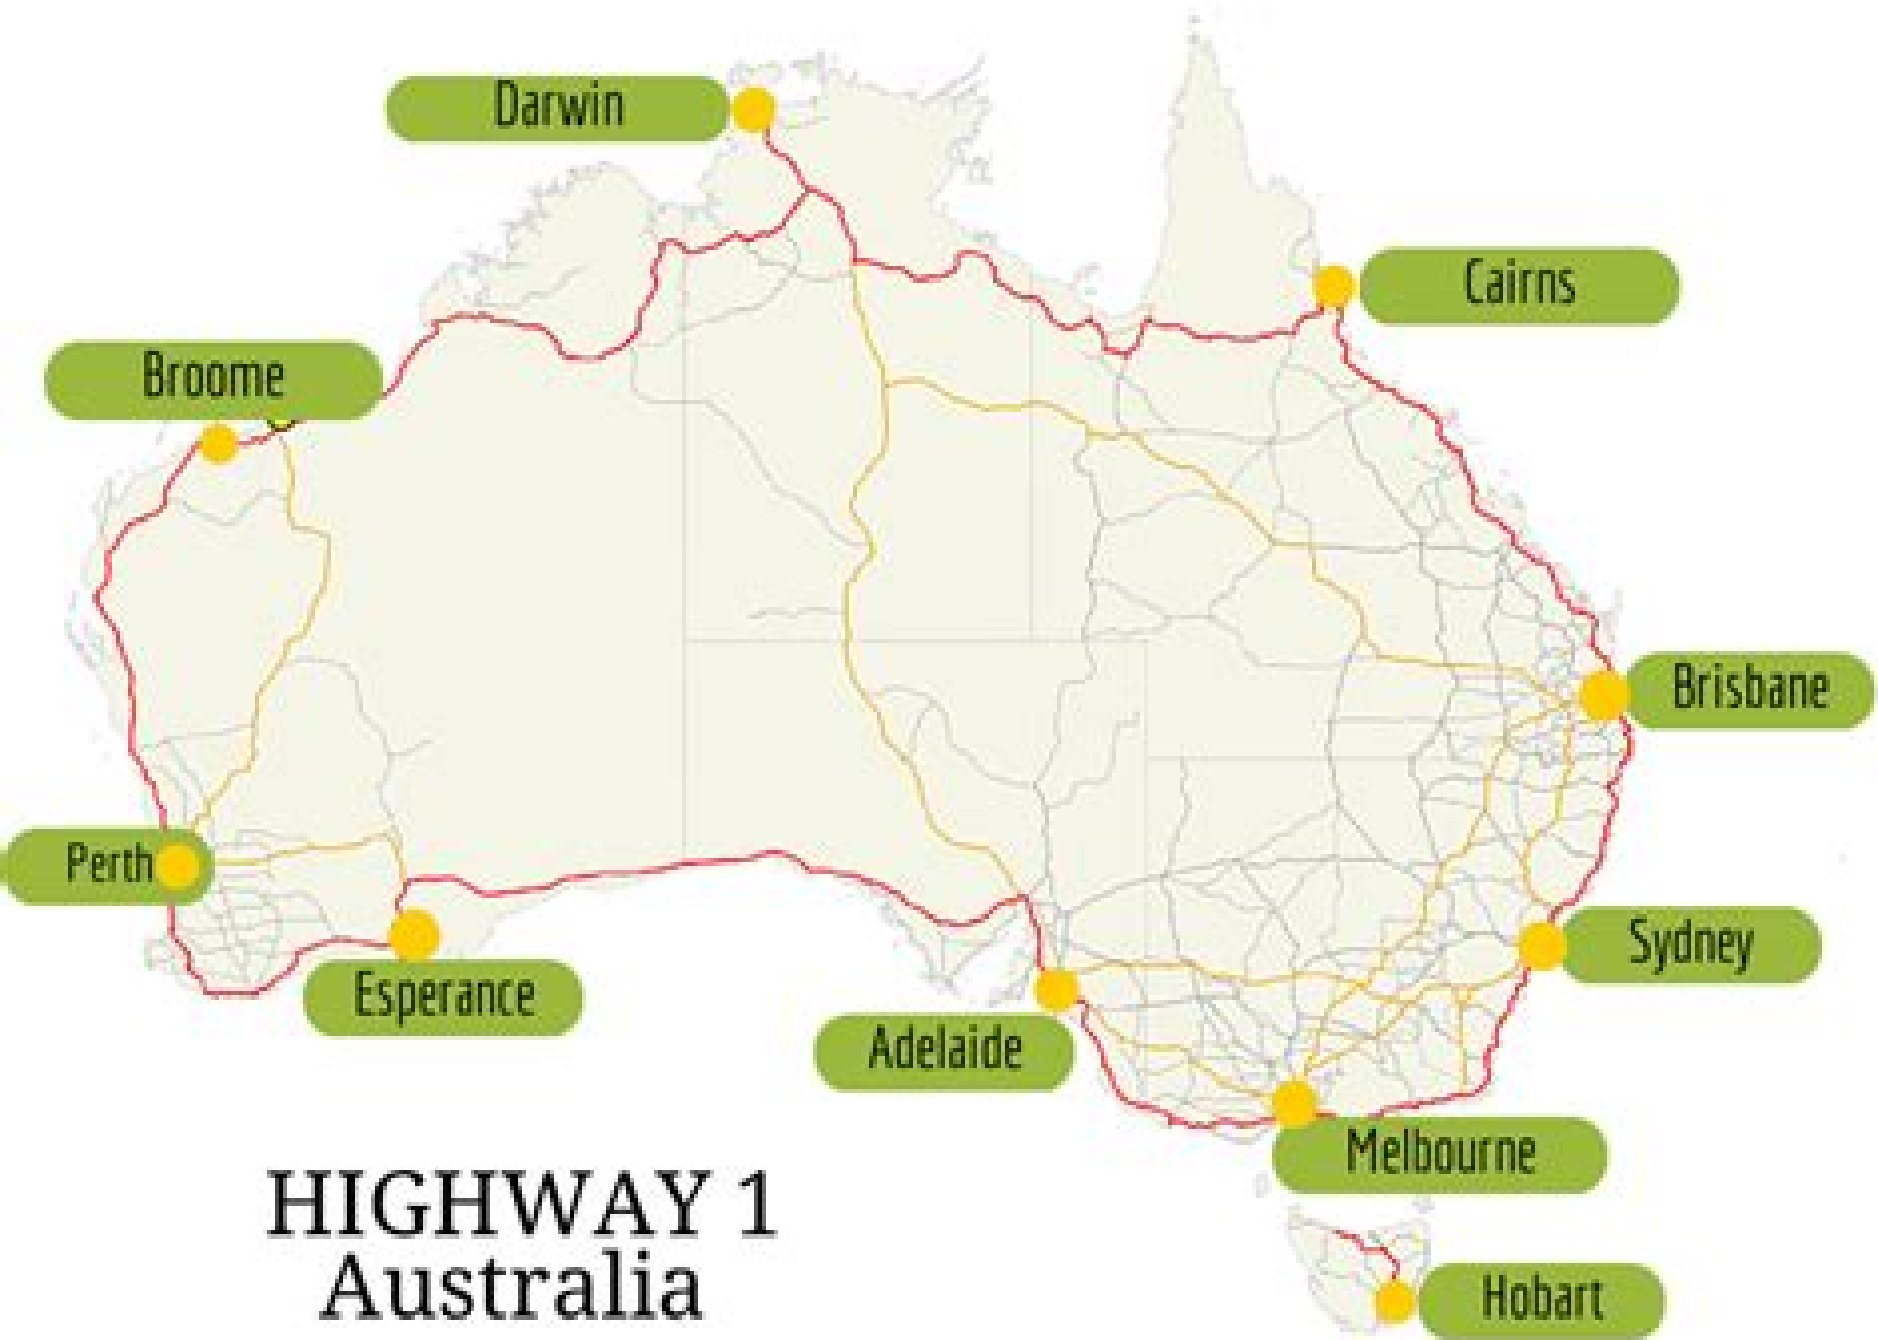 Darwin
Cairns
Broome
Brisbane
Perth
Sydney
Esperance
Adelaide
Melbourne
HIGHWAY 1
Australia
Hobart